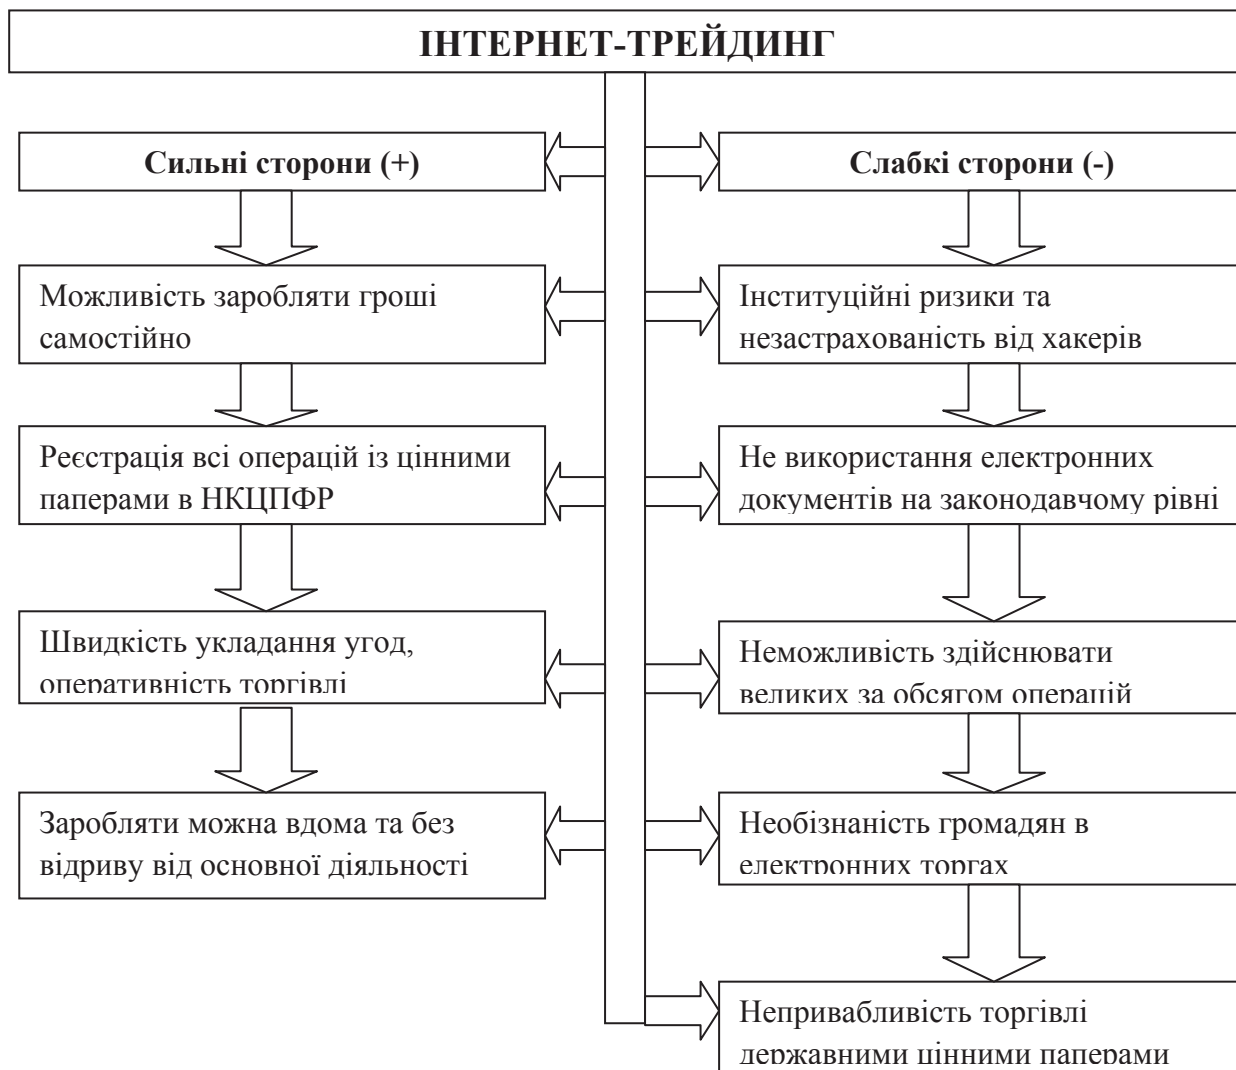 ІНТЕРНЕТ-ТРЕЙДИНГ
Сильні сторони (+)
Слабкі сторони (-)
Можливість заробляти гроші
самостійно
Інституційні ризики та
незастрахованість від хакерів
Реєстрація всі операцій із цінними
паперами в НКЦПФР
Не використання електронних
документів на законодавчому рівні
Швидкість укладання угод,
оперативність торгівлі
Неможливість здійснювати
великих за обсягом операцій
Заробляти можна вдома та без
відриву від основної діяльності
Необізнаність громадян в
електронних торгах
Непривабливість торгівлі
державними цінними паперами